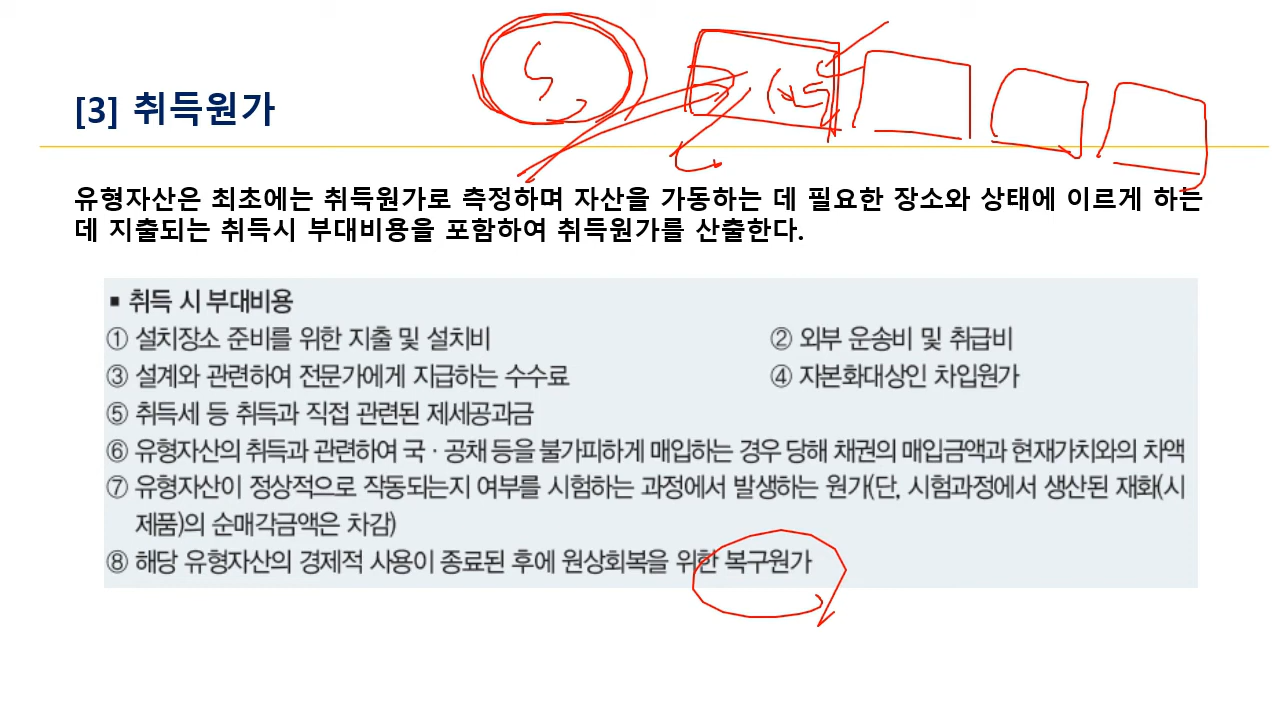 [3] 취득원가
유형자산은 최초에는 취득원가로 측정하며 자산을 가동하는 데 필요한 장소와 상태에 이르게 하는
데 지출되는 취득시 부대비용을 포함하여 취득원가를 산출한다.
▪ 취득 시 부대비용
① 설치장소 준비를 위한 지출 및 설치비 ② 외부 운송비 및 취급비
③ 설계와 관련하여 전문가에게 지급하는 수수료 ④ 자본화대상인 차입원가
⑤ 취득세 등 취득과 직접 관련된 제세공과금
⑥ 유형자산의 취득과 관련하여 국·공채 등을 불가피하게 매입하는 경우 당해 채권의 매입금액과 현재가치와의 차액
⑦ 유형자산이 정상적으로 작동되는지 여부를 시험하는 과정에서 발생하는 원가(단, 시험과정에서 생산된 재화(시
제품)의 순매각금액은 차감)
⑧ 해당 유형자산의 경제적 사용이 종료된 후에 원상회복을 위한 복구원가